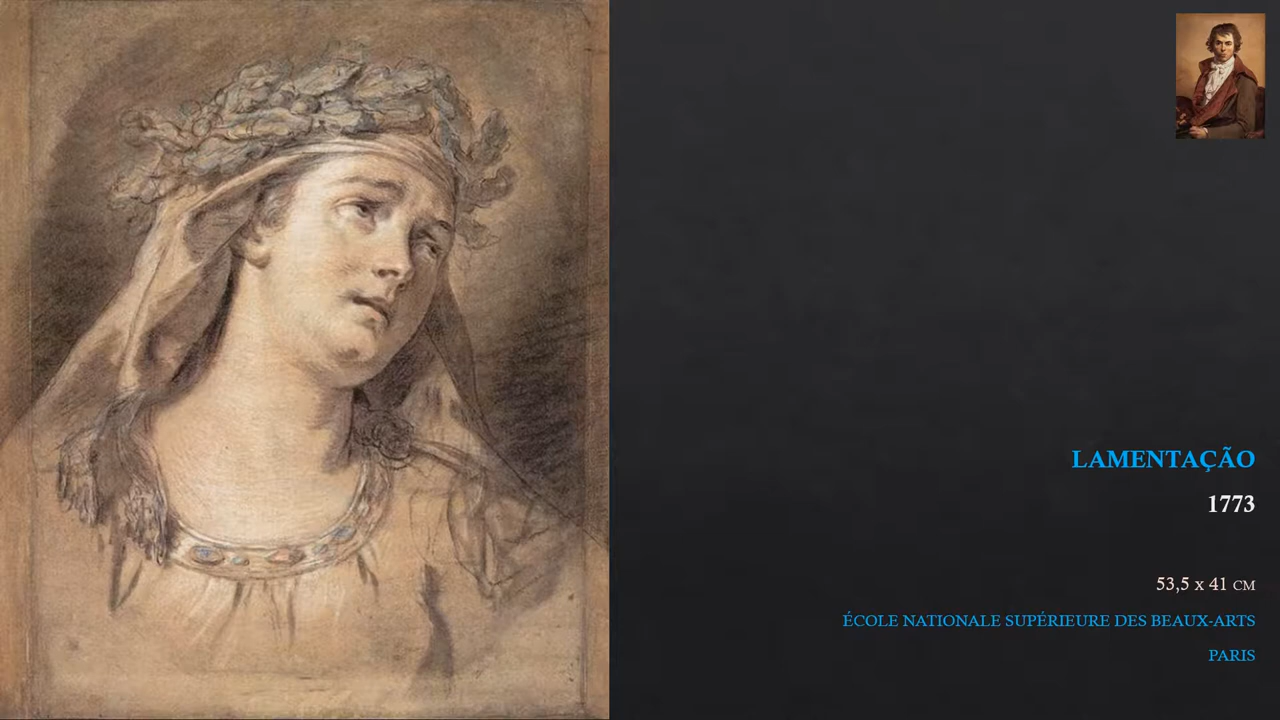 LAMENTAÇÃO
1773
53,5 x 41 CM
ÉCOLE NATIONALE SUPÉRIEURE DES BEAUX-ARTS
PARIS